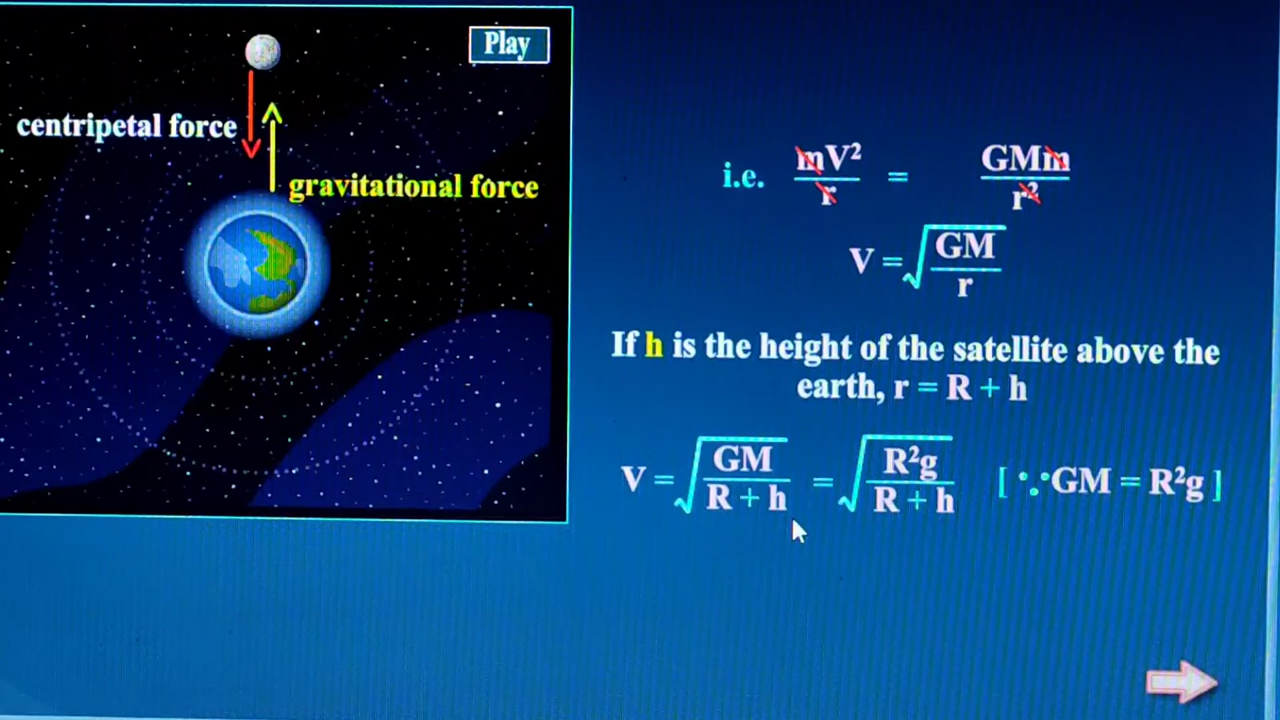 Play
centripetal force
gravitational force
i.e. mV²/r = GMm/r²
V = √GM/r
If h is the height of the satellite above the
earth, r = R + h
V = √GM/R + h = √R²g/R + h [ ∵ GM = R²g ]